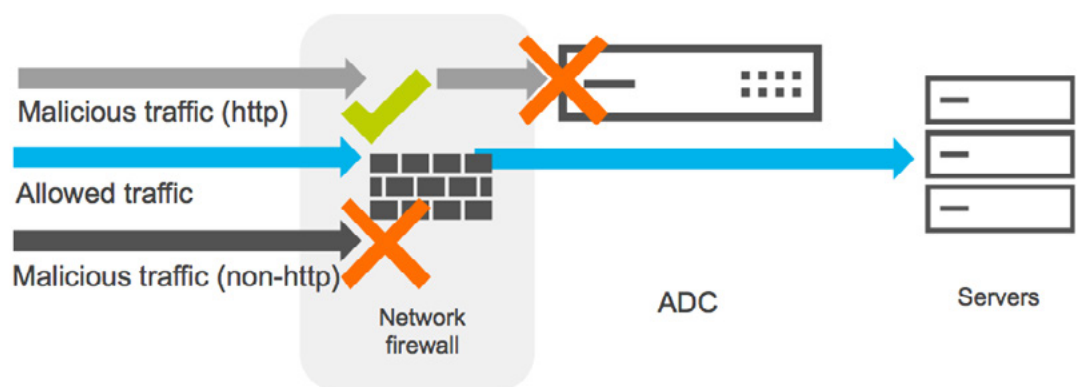 Malicious traffic (http)
Allowed traffic
Malicious traffic (non-http)
Network
firewall
ADC
Servers